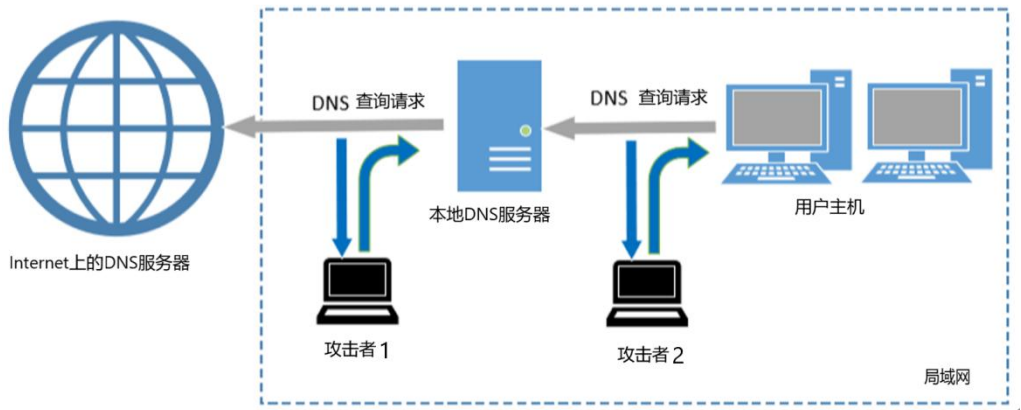 DNS 查询请求
DNS 查询请求
本地DNS服务器
用户主机
Internet上的DNS服务器
攻击者1
攻击者2
局域网